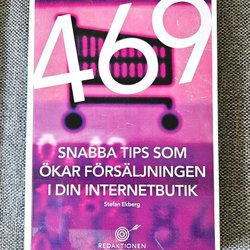 469
SNABBA TIPS SOM
ÖKAR FÖRSÄLJNINGEN
I DIN INTERNETBUTIK
Stefan Ekberg
REDAKTIONEN